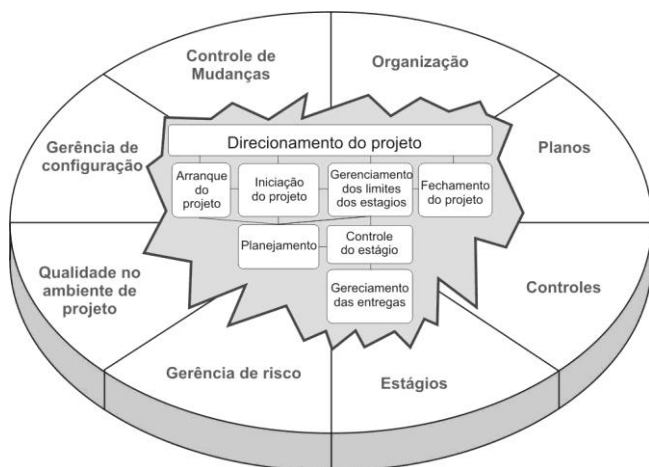 Controle de
Mudanças
Organização
Gerência de
configuração
Planos
Direcionamento do projeto
Arranque
do
projeto
Iniciação
do projeto
Gerenciamento
dos limites
dos estagios
Fechamento
do projeto
Planejamento
Controle
do estágio
Gereciamento
das entregas
Qualidade no
ambiente de
projeto
Controles
Gerência de risco
Estágios